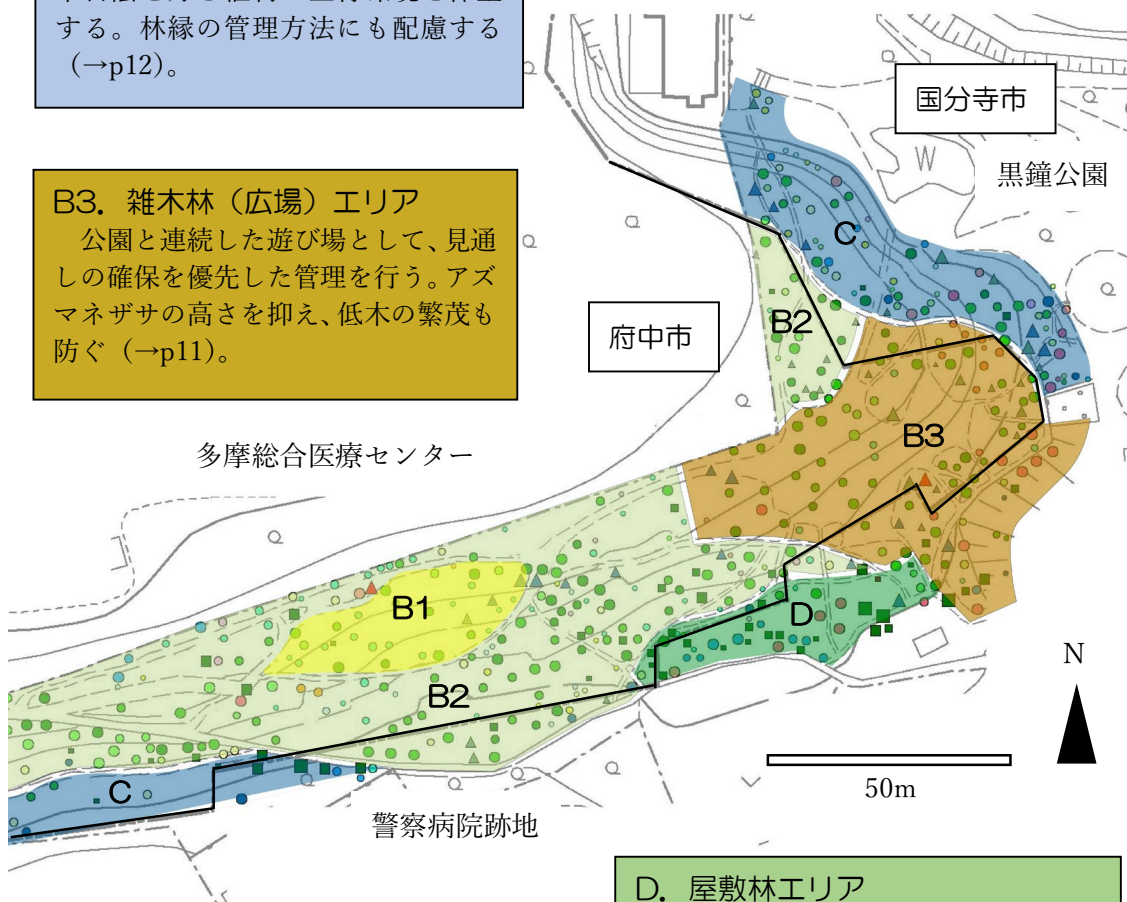 する。林縁の管理方法にも配慮する
（→p12）。
国分寺市
黒鐘公園
B3．雑木林（広場）エリア
　公園と連続した遊び場として、見通
しの確保を優先した管理を行う。アズ
マネザサの高さを抑え、低木の繁茂も
防ぐ（→p11）。
府中市
多摩総合医療センター
W
C
B2
B3
B1
D
B2
C
N
50m
警察病院跡地
D．屋敷林エリア